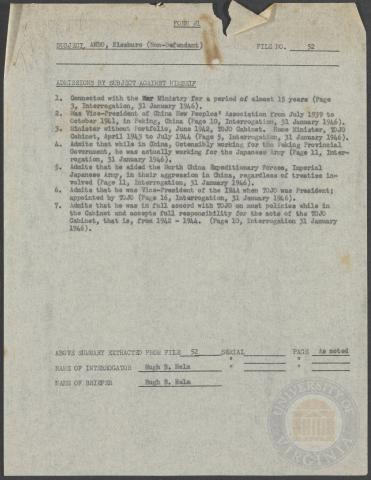 FORM #1
SUBJECT ANDO, Kisaburo (Non-Defendant) FILE NO. 52
ADMISSIONS BY SUBJECT AGAINST HIMSELF
1. Connected with the War Ministry for a period of almost 15 years (Page
3, Interrogation, 31 January 1946).
2. Was Vice-President of China New Peoples' Association from July 1939 to
October 1941, in Peking, China (Page 10, Interrogation, 31 January 1946).
3. Minister without Portfolio, June 1942, TOJO Cabinet. Home Minister, TOJO
Cabinet, April 1943 to July 1944 (Page 5, Interrogation, 31 January 1946).
4. Admits that while in China, Ostensibly working for the Peking Provincial
Government, he was actually working for the Japanese Army (Page 11, Inter-
rogation, 31 January 1946).
5. Admits that he aided the North China Expeditionary Forces, Imperial
Japanese Army, in their aggression in China, regardless of treaties in-
volved (Page 11, Interrogation, 31 January 1946).
6. Admits that he was Vice-President of the IRAA when TOJO was President;
appointed by TOJO (Page 16, Interrogation, 31 January 1946).
7. Admits that he was in full accord with TOJO on most policies while in
the Cabinet and accepts full responsibility for the acts of the TOJO
Cabinet, that is, from 1942 - 1944. (Page 10, Interrogation 31 January
1946).
ABOVE SUMMARY EXTRACTED FROM FILE 52 SERIAL PAGE As noted
" "
NAME OF INTERROGATOR Hugh B. Helm " "
NAME OF BRIEFER Hugh B. Helm
UNIVERSITY OF
VIRGINIA